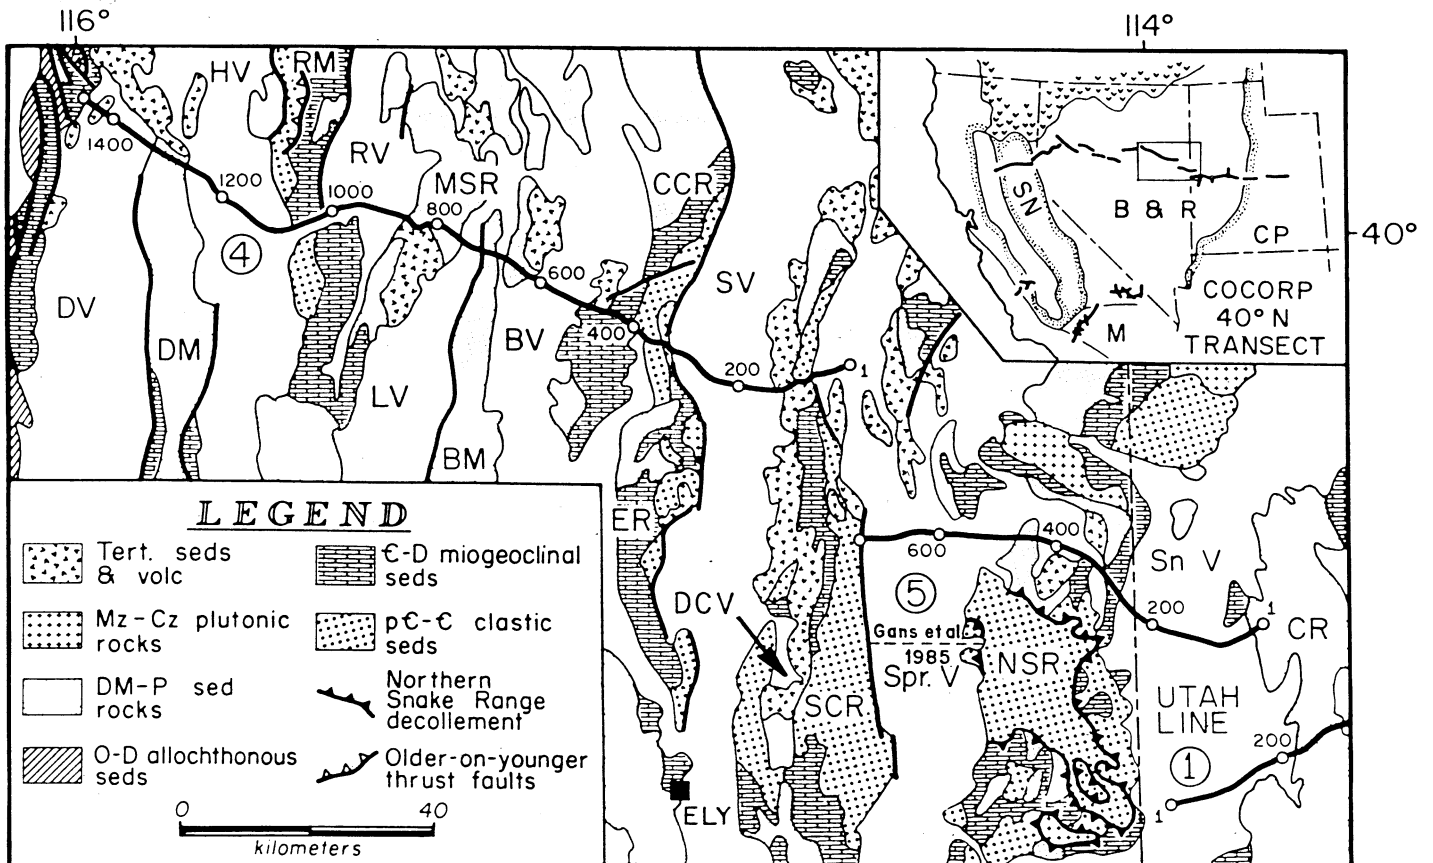 116°
114°
HV
RM
RV
MSR
CCR
1400
1200
1000
800
④
600
SV
DV
DM
LV
BV
400
200
1
BM
SN
B & R
CP
M
COCORP
40° N
TRANSECT
40°
LEGEND
Tert. seds
& volc
Є-D miogeoclinal
seds
Mz-Cz plutonic
rocks
pЄ-Є clastic
seds
DM-P sed
rocks
Northern
Snake Range
decollement
O-D allochthonous
seds
Older-on-younger
thrust faults
0 40
kilometers
ER
DCV
ELY
SCR
600
400
⑤
Gans et al.
1985
Spr. V
NSR
Sn V
200
1
CR
UTAH
LINE
①
200
1